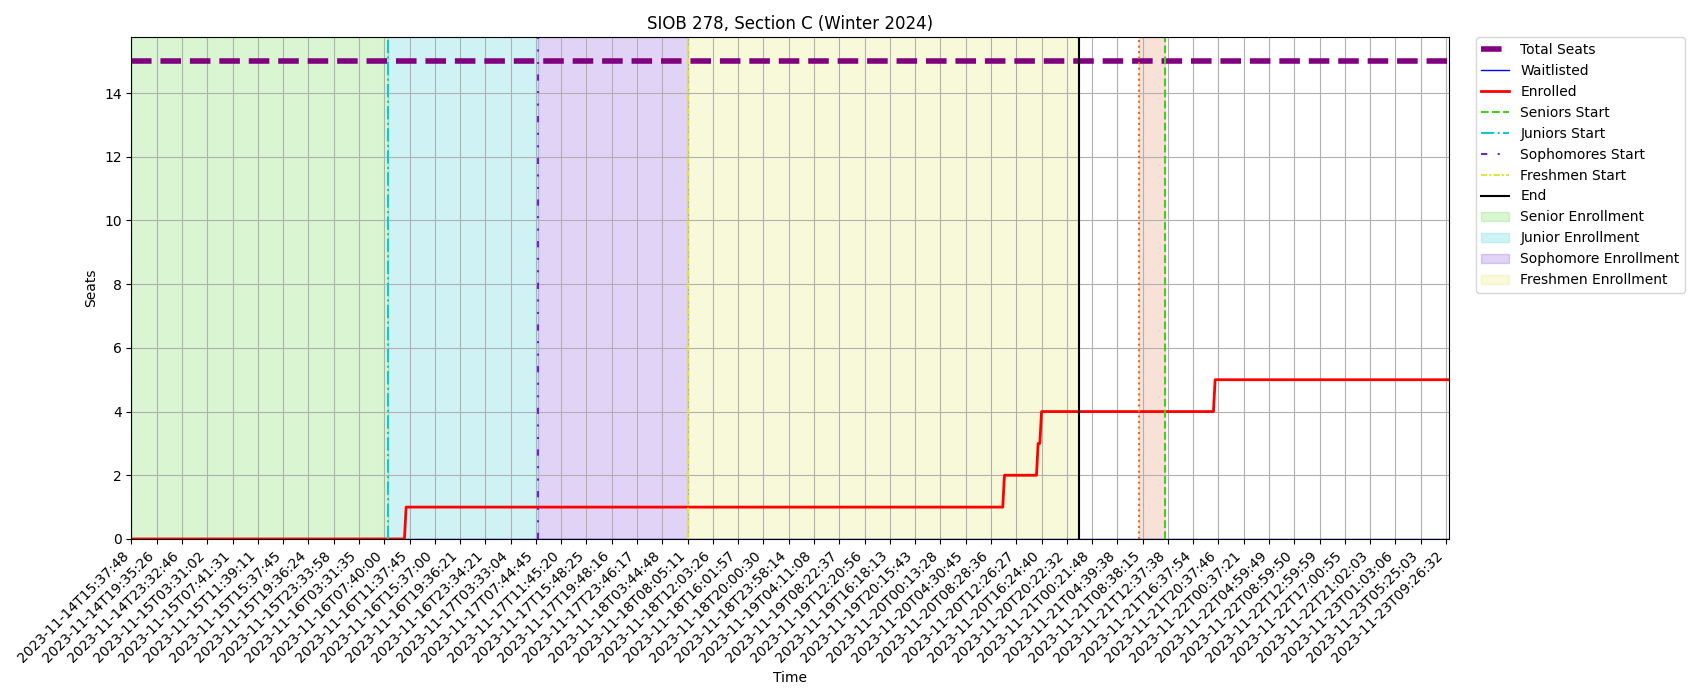 SIOB 278, Section C (Winter 2024)
Seats
14
12
10
8
6
4
2
0
2023-11-14T15:37:48
2023-11-14T19:35:26
2023-11-14T23:32:46
2023-11-15T03:31:02
2023-11-15T07:41:31
2023-11-15T11:39:11
2023-11-15T15:37:45
2023-11-15T19:36:24
2023-11-15T23:33:58
2023-11-16T03:31:35
2023-11-16T07:40:00
2023-11-16T11:37:45
2023-11-16T15:37:00
2023-11-16T19:36:21
2023-11-16T23:34:21
2023-11-17T03:33:04
2023-11-17T07:44:45
2023-11-17T11:45:20
2023-11-17T15:48:25
2023-11-17T19:48:16
2023-11-17T23:46:17
2023-11-18T03:44:48
2023-11-18T08:05:11
2023-11-18T12:03:26
2023-11-18T16:01:57
2023-11-18T20:00:30
2023-11-18T23:58:14
2023-11-19T04:11:08
2023-11-19T08:22:37
2023-11-19T12:20:56
2023-11-19T16:18:13
2023-11-19T20:15:43
2023-11-20T00:13:28
2023-11-20T04:30:45
2023-11-20T08:28:36
2023-11-20T12:26:27
2023-11-20T16:24:40
2023-11-20T20:22:32
2023-11-21T00:21:48
2023-11-21T04:39:38
2023-11-21T08:38:15
2023-11-21T12:37:38
2023-11-21T16:37:54
2023-11-21T20:37:46
2023-11-22T00:37:21
2023-11-22T04:59:49
2023-11-22T08:59:50
2023-11-22T12:59:59
2023-11-22T17:00:55
2023-11-22T21:02:03
2023-11-23T01:03:06
2023-11-23T05:25:03
2023-11-23T09:26:32
Time
Total Seats
Waitlisted
Enrolled
Seniors Start
Juniors Start
Sophomores Start
Freshmen Start
End
Senior Enrollment
Junior Enrollment
Sophomore Enrollment
Freshmen Enrollment